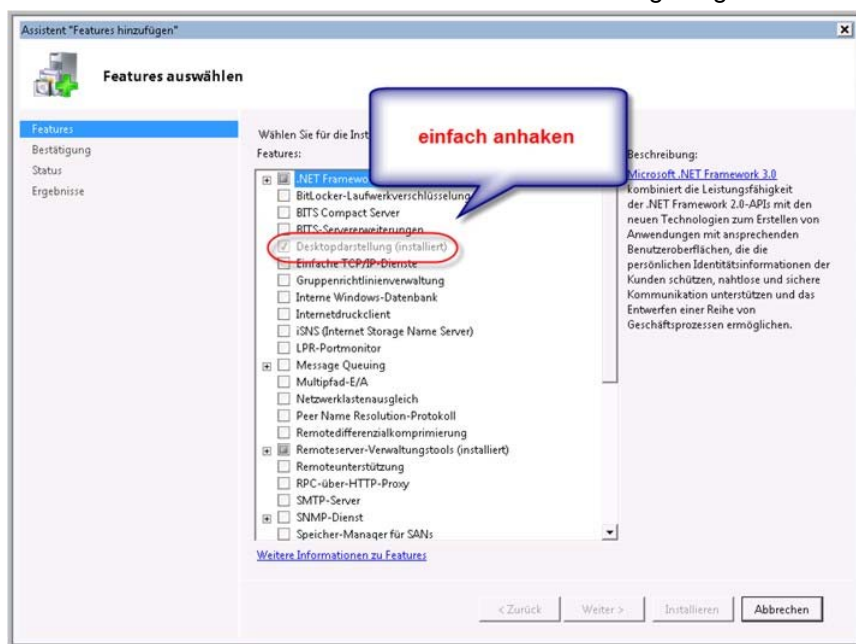 Assistent "Features hinzufügen"
Features auswählen
einfach anhaken
Features
Bestätigung
Status
Ergebnisse
Wählen Sie für die
Features:
.NET
BitLocker-Laufwerkverschlüsselung
BITS Compact Server
BITS-Servererweiterungen
Desktopdarstellung (installiert)
Einfache TCP/IP-Dienste
Gruppenrichtlinienverwaltung
Interne Windows-Datenbank
Internetdruckclient
iSNS (Internet Storage Name Server)
LPR-Portmonitor
Message Queuing
Multipfad-E/A
Netzwerklastenausgleich
Peer Name Resolution-Protokoll
Remotedifferenzialkomprimierung
Remoteserver-Verwaltungstools (installiert)
Remoteunterstützung
RPC-über-HTTP-Proxy
SMTP-Server
SNMP-Dienst
Speicher-Manager für SANs
Weitere Informationen zu Features
Beschreibung:
Microsoft .NET Framework 3.0
kombiniert die Leistungsfähigkeit
der .NET Framework 2.0-APIs mit den
neuen Technologien zum Erstellen von
Anwendungen mit ansprechenden
Benutzeroberflächen, die die
persönlichen Identitätsinformationen der
Kunden schützen, nahtlose und sichere
Kommunikation unterstützen und das
Entwerfen einer Reihe von
Geschäftsprozessen ermöglichen.
< Zurück
Weiter >
Installieren
Abbrechen